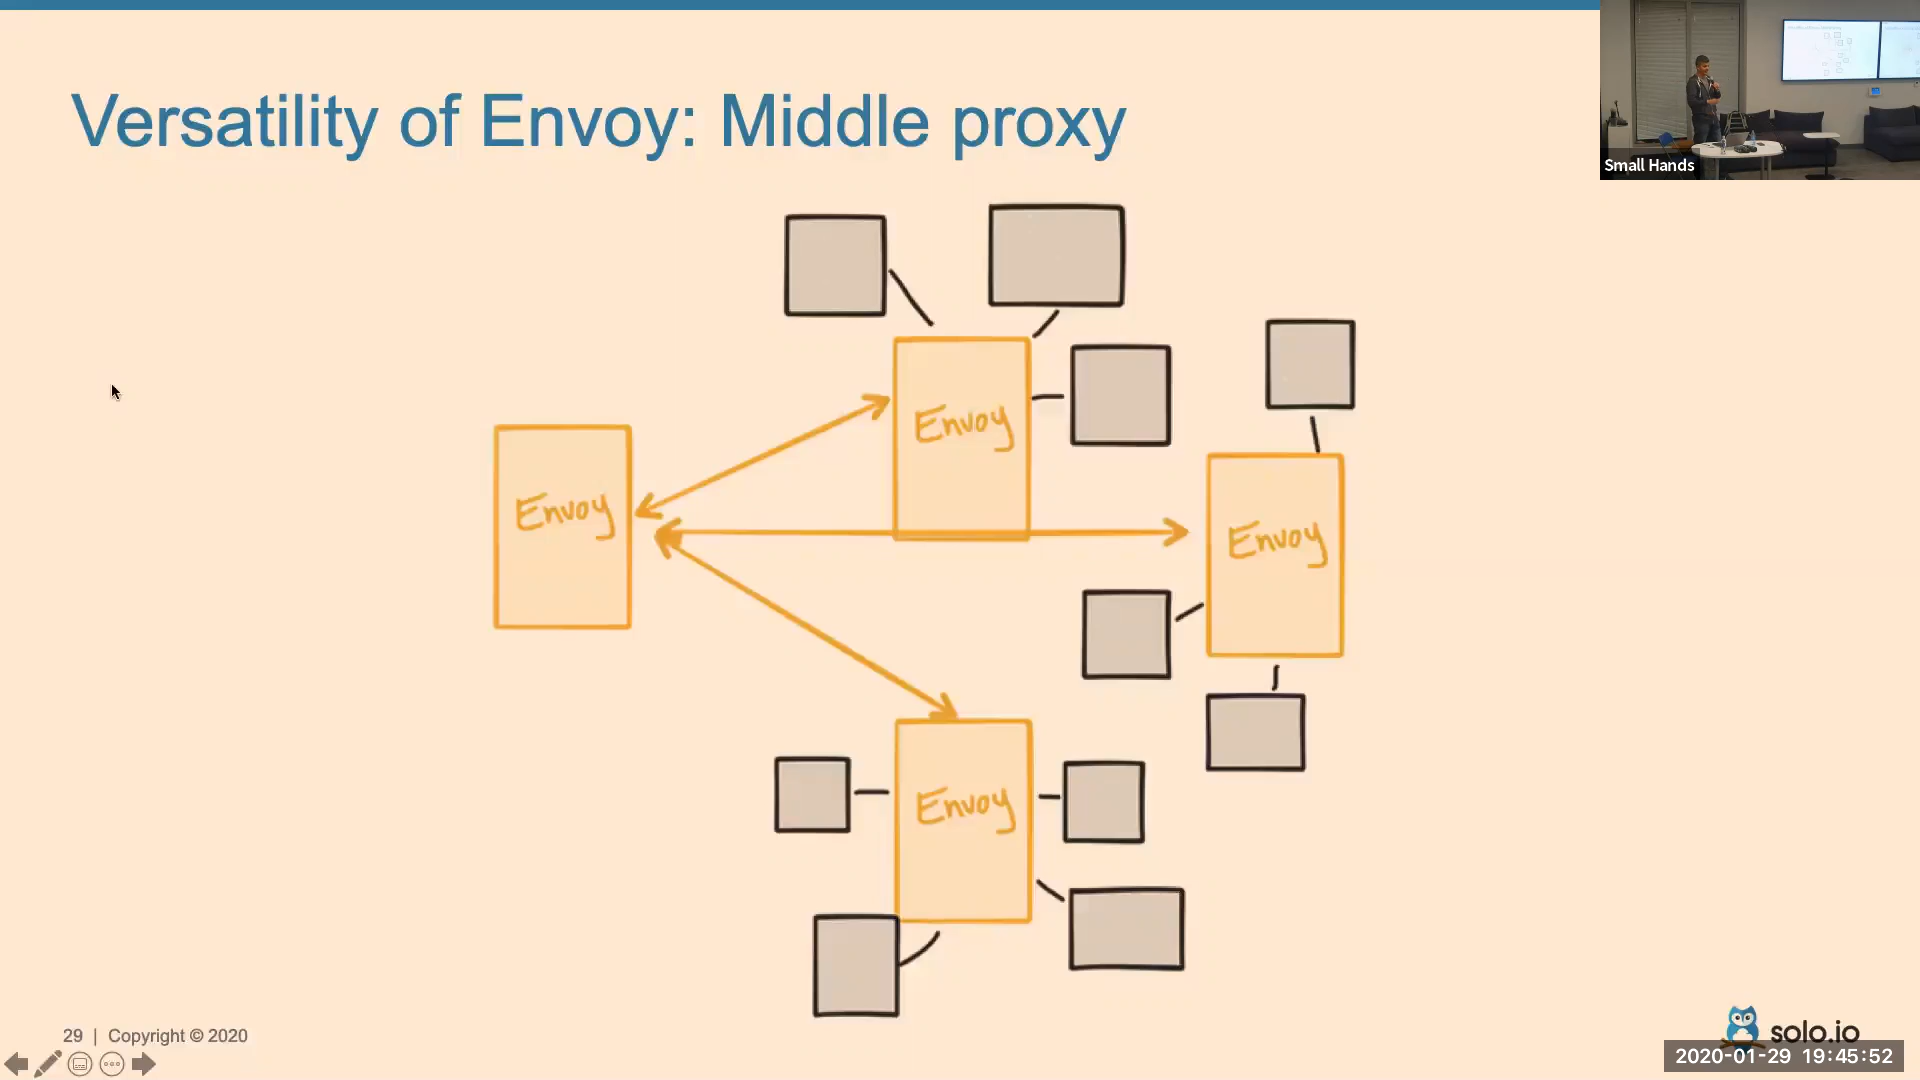 Versatility of Envoy: Middle proxy
Small Hands
Envoy
Envoy
Envoy
Envoy
29 | Copyright © 2020
solo.io
2020-01-29 19:45:52